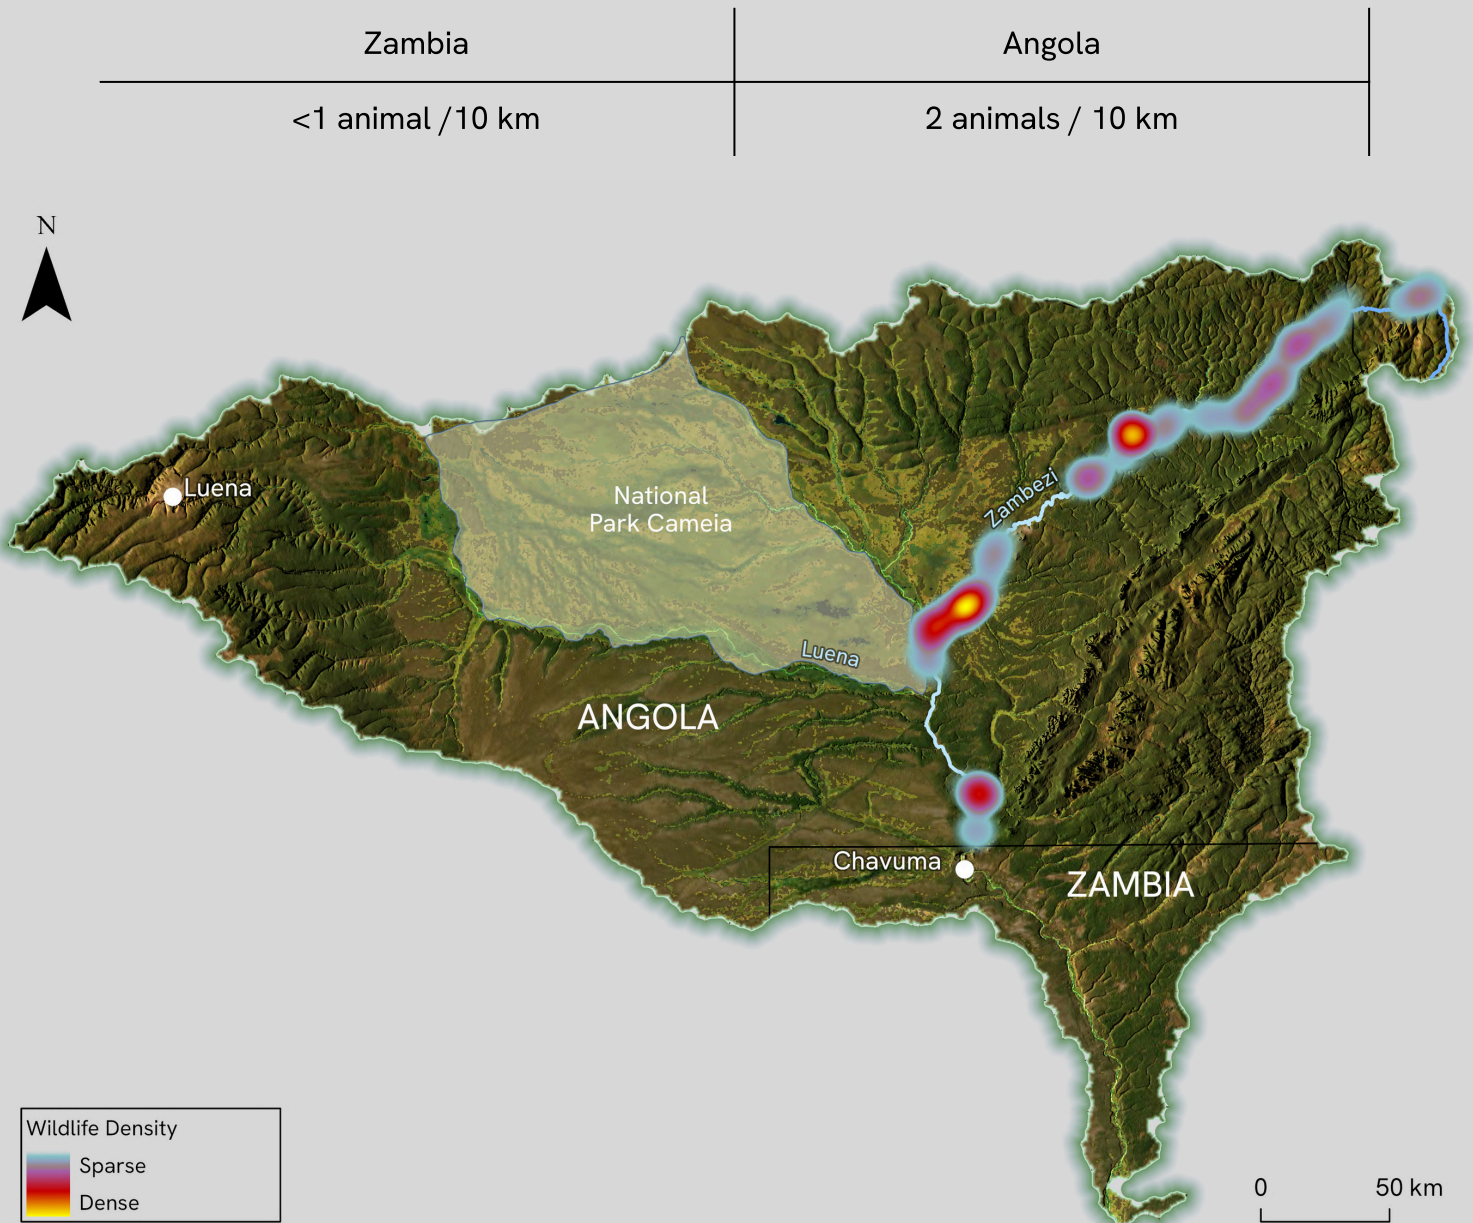 Zambia
Angola
<1 animal /10 km
2 animals / 10 km
N
Luena
National
Park Cameia
Zambezi
Luena
ANGOLA
Chavuma
ZAMBIA
Wildlife Density
Sparse
Dense
0
50 km